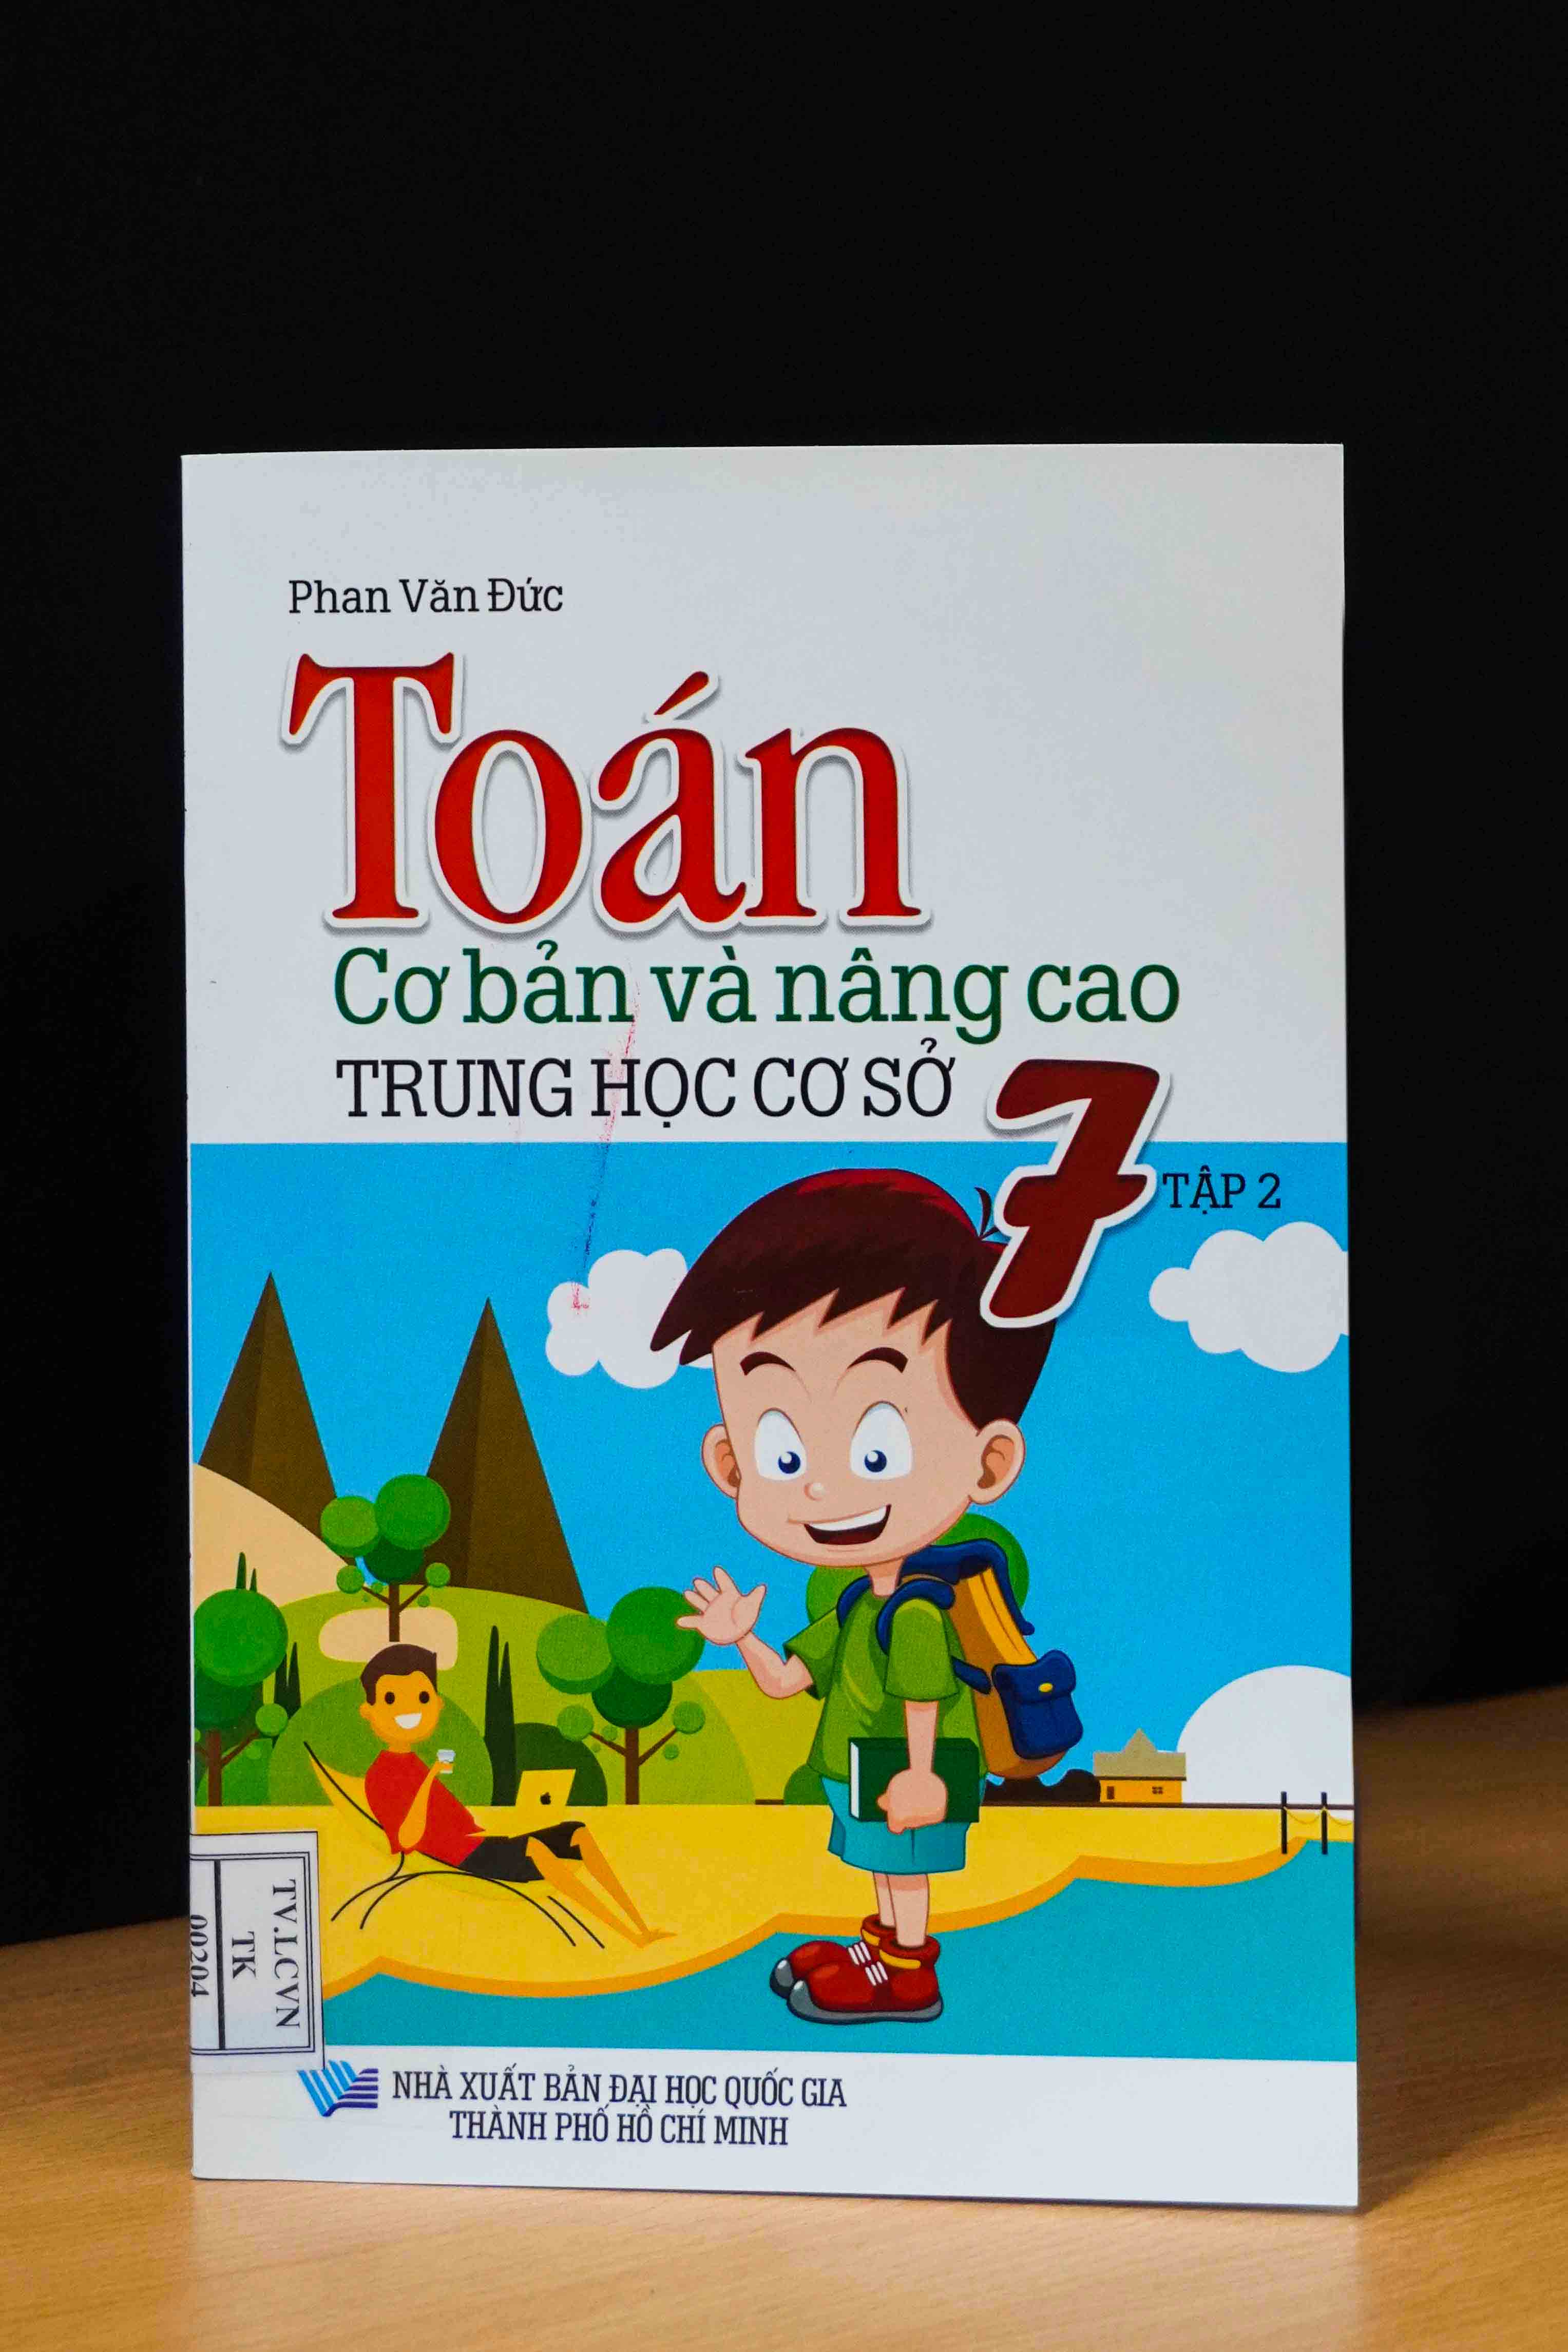 Phan Văn Đức
Toán
Cơ bản và nâng cao
TRUNG HỌC CƠ SỞ 7
TẬP 2
TV.LCVN
TK
00204
NHÀ XUẤT BẢN ĐẠI HỌC QUỐC GIA
THÀNH PHỐ HỒ CHÍ MINH